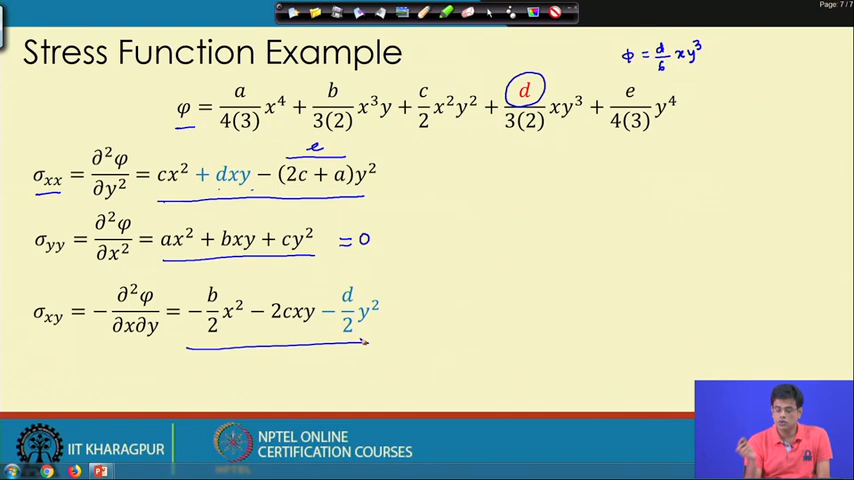 Page: 7 / 7
Stress Function Example
ϕ = d/6 xy³
φ = a/4(3) x⁴ + b/3(2) x³y + c/2 x²y² + d/3(2) xy³ + e/4(3) y⁴
e
σxx = ∂²φ/∂y² = cx² + dxy − (2c + a)y²
σyy = ∂²φ/∂x² = ax² + bxy + cy² = 0
σxy = − ∂²φ/∂x∂y = − b/2 x² − 2cxy − d/2 y²
IIT KHARAGPUR
NPTEL ONLINE
CERTIFICATION COURSES